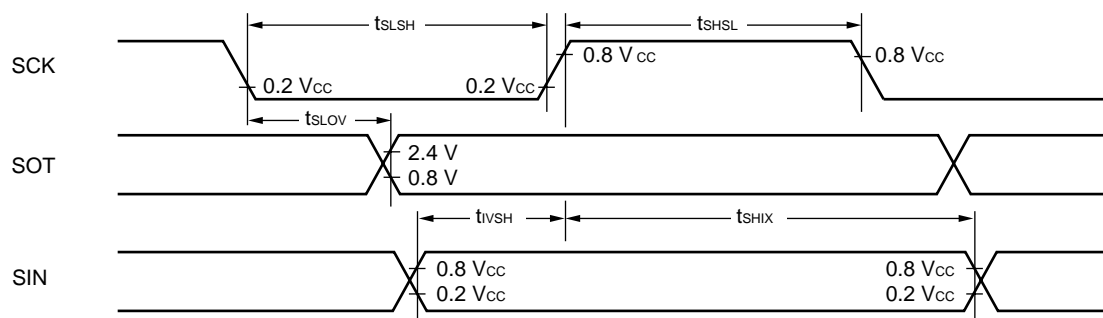 tSLSH tSHSL
SCK 0.8 VCC 0.8 VCC
0.2 VCC 0.2 VCC
tSLOV
SOT 2.4 V
0.8 V
tIVSH tSHIX
SIN 0.8 VCC 0.8 VCC
0.2 VCC 0.2 VCC